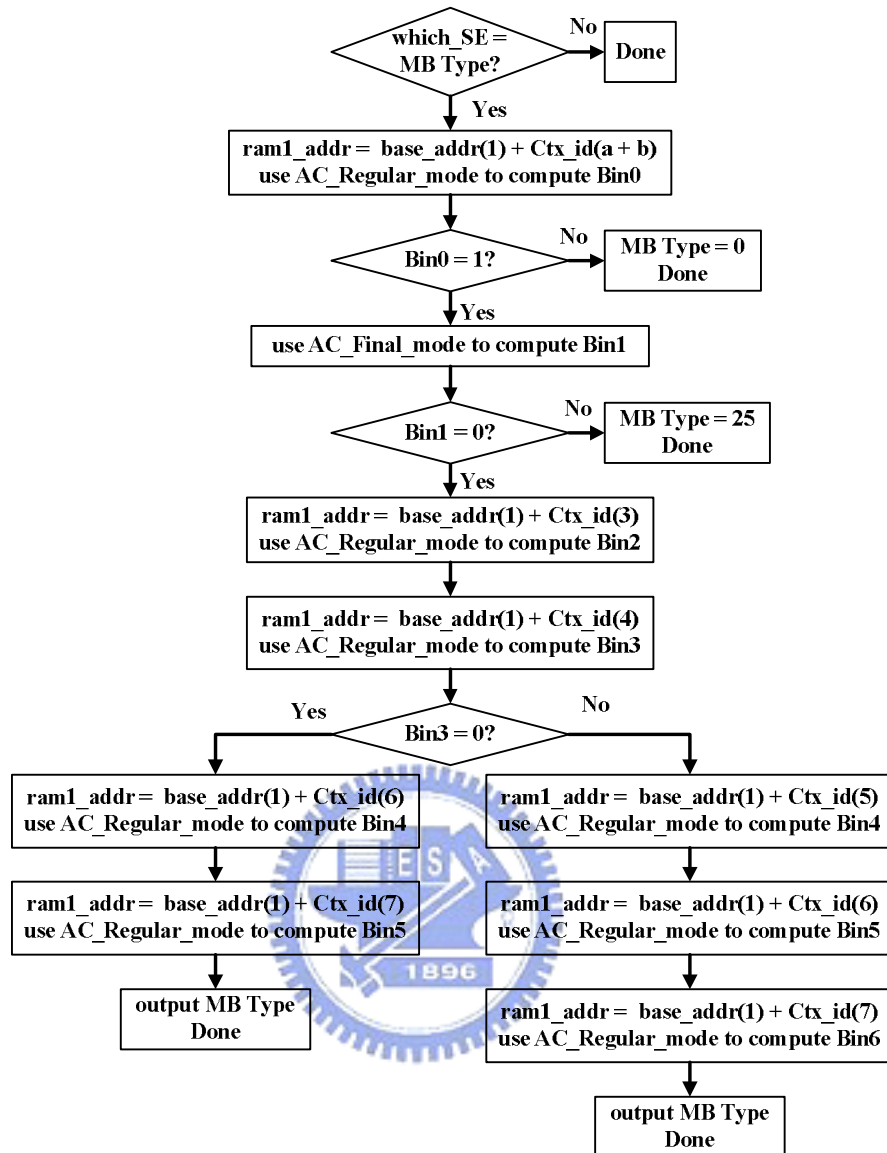 which_SE =
MB Type?
No
Done
Yes
ram1_addr = base_addr(1) + Ctx_id(a + b)
use AC_Regular_mode to compute Bin0
Bin0 = 1?
No
MB Type = 0
Done
Yes
use AC_Final_mode to compute Bin1
Bin1 = 0?
No
MB Type = 25
Done
Yes
ram1_addr = base_addr(1) + Ctx_id(3)
use AC_Regular_mode to compute Bin2
ram1_addr = base_addr(1) + Ctx_id(4)
use AC_Regular_mode to compute Bin3
Yes
Bin3 = 0?
No
ram1_addr = base_addr(1) + Ctx_id(6)
use AC_Regular_mode to compute Bin4
ram1_addr = base_addr(1) + Ctx_id(7)
use AC_Regular_mode to compute Bin5
output MB Type
Done
ram1_addr = base_addr(1) + Ctx_id(5)
use AC_Regular_mode to compute Bin4
ram1_addr = base_addr(1) + Ctx_id(6)
use AC_Regular_mode to compute Bin5
ram1_addr = base_addr(1) + Ctx_id(7)
use AC_Regular_mode to compute Bin6
output MB Type
Done
E S A
1896